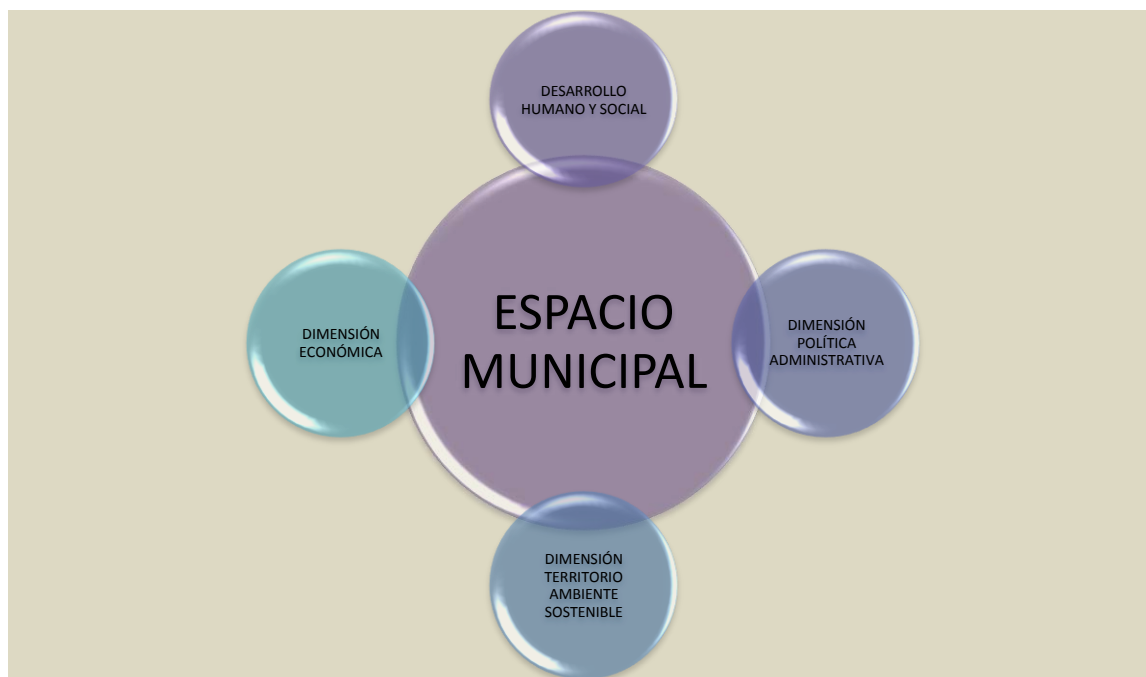 DESARROLLO
HUMANO Y SOCIAL
ESPACIO
MUNICIPAL
DIMENSIÓN
ECONÓMICA
DIMENSIÓN
POLÍTICA
ADMINISTRATIVA
DIMENSIÓN
TERRITORIO
AMBIENTE
SOSTENIBLE